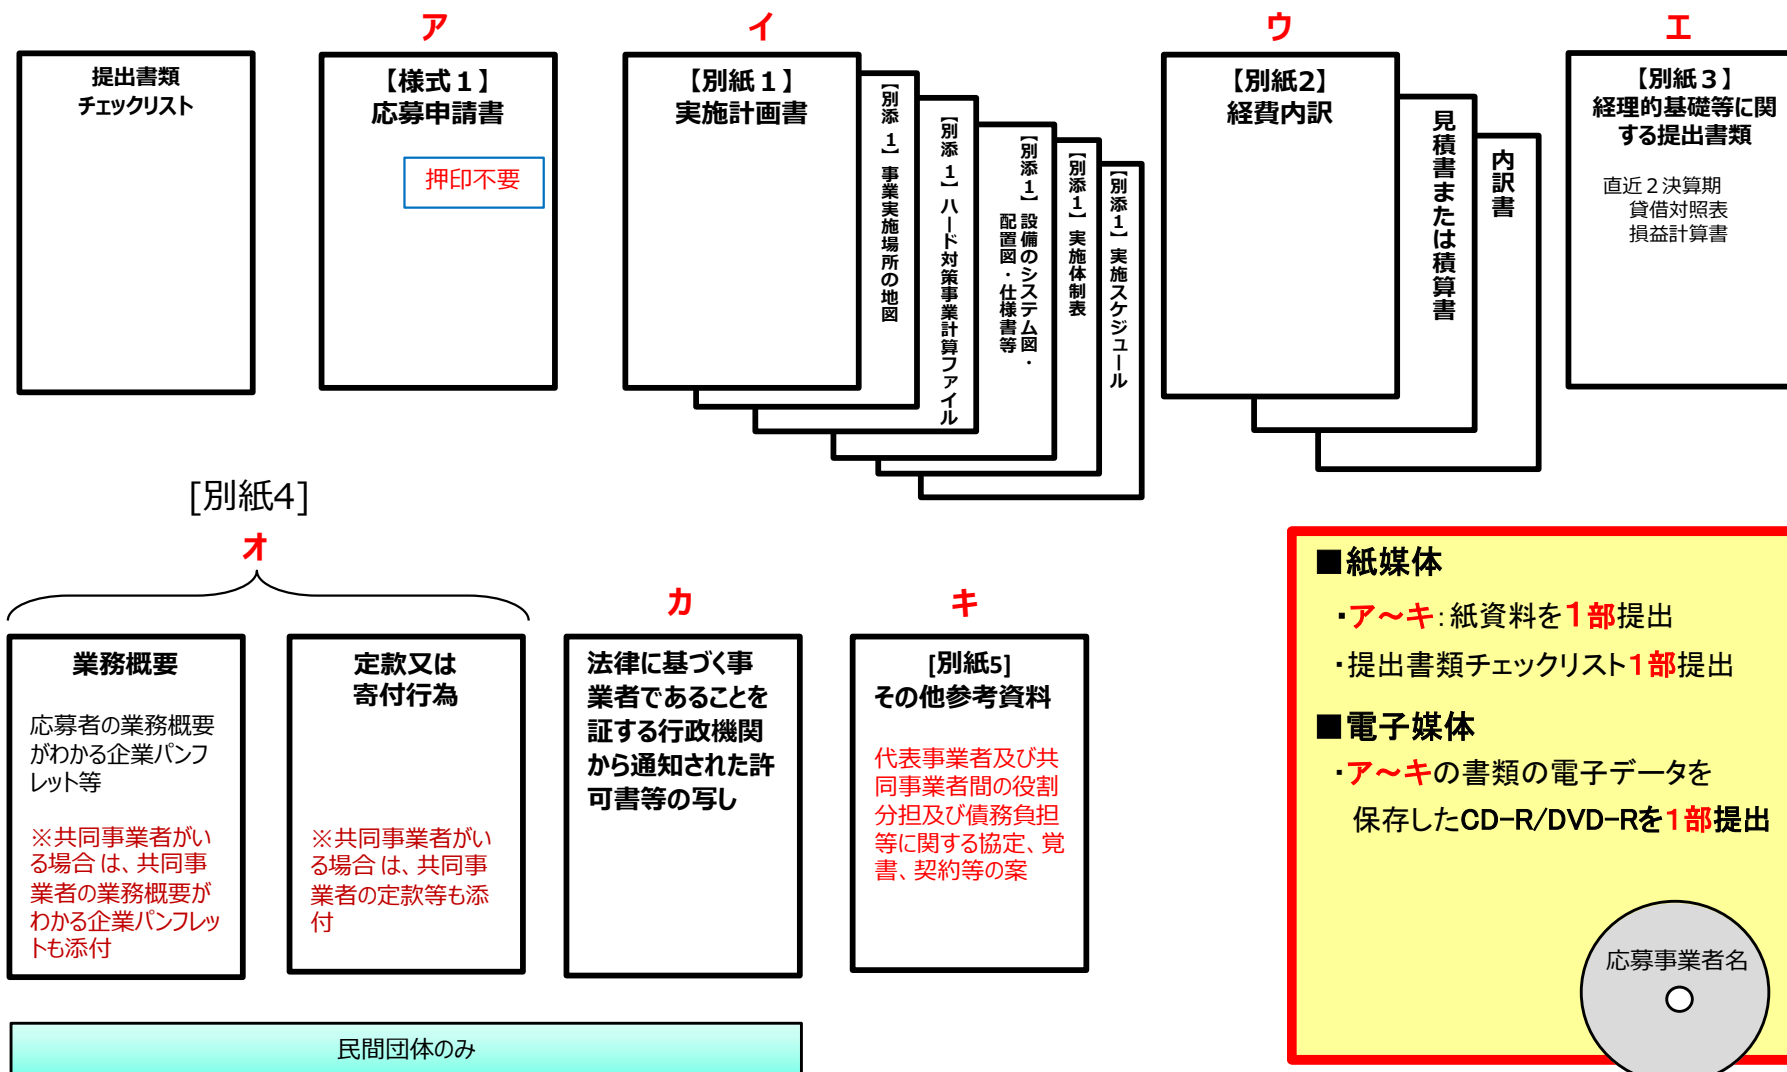 ア
イ
ウ
エ
提出書類
チェックリスト
【様式１】
応募申請書
押印不要
【別紙１】
実施計画書
【別添 1】事業実施場所の地図
【別添 1】ハード対策事業計算ファイル
【別添１】設備のシステム図・
配置図・仕様書等
【別添１】実施体制表
【別添１】実施スケジュール
【別紙2】
経費内訳
見積書または積算書
内訳書
【別紙３】
経理的基礎等に関
する提出書類
直近２決算期
貸借対照表
損益計算書
[別紙4]
オ
カ
キ
業務概要
応募者の業務概要
がわかる企業パンフ
レット等
※共同事業者がい
る場合は、共同事
業者の業務概要が
わかる企業パンフレッ
トも添付
定款又は
寄付行為
※共同事業者がい
る場合は、共同事
業者の定款等も添
付
法律に基づく事
業者であることを
証する行政機関
から通知された許
可書等の写し
[別紙5]
その他参考資料
代表事業者及び共
同事業者間の役割
分担及び債務負担
等に関する協定、覚
書、契約等の案
民間団体のみ
■紙媒体
・ア～キ：紙資料を１部提出
・提出書類チェックリスト１部提出
■電子媒体
・ア～キの書類の電子データを
保存したCD-R/DVD-Rを１部提出
応募事業者名